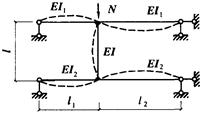 EI₁ N EI₁
l EI
EI₂ EI₂
l₁ l₂